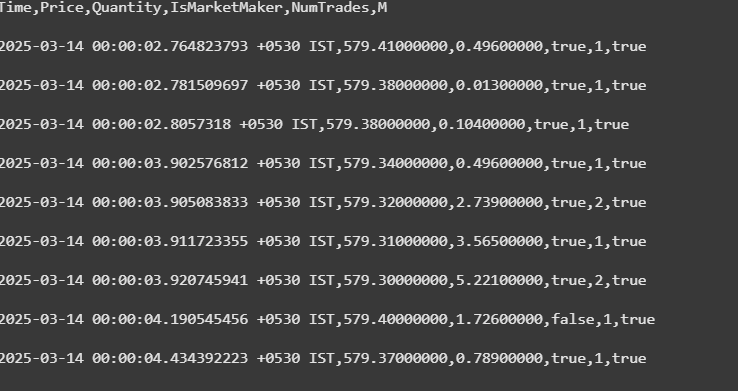 Time,Price,Quantity,IsMarketMaker,NumTrades,M
2025-03-14 00:00:02.764823793 +0530 IST,579.41000000,0.49600000,true,1,true
2025-03-14 00:00:02.781509697 +0530 IST,579.38000000,0.01300000,true,1,true
2025-03-14 00:00:02.8057318 +0530 IST,579.38000000,0.10400000,true,1,true
2025-03-14 00:00:03.902576812 +0530 IST,579.34000000,0.49600000,true,1,true
2025-03-14 00:00:03.905083833 +0530 IST,579.32000000,2.73900000,true,2,true
2025-03-14 00:00:03.911723355 +0530 IST,579.31000000,3.56500000,true,1,true
2025-03-14 00:00:03.920745941 +0530 IST,579.30000000,5.22100000,true,2,true
2025-03-14 00:00:04.190545456 +0530 IST,579.40000000,1.72600000,false,1,true
2025-03-14 00:00:04.434392223 +0530 IST,579.37000000,0.78900000,true,1,true